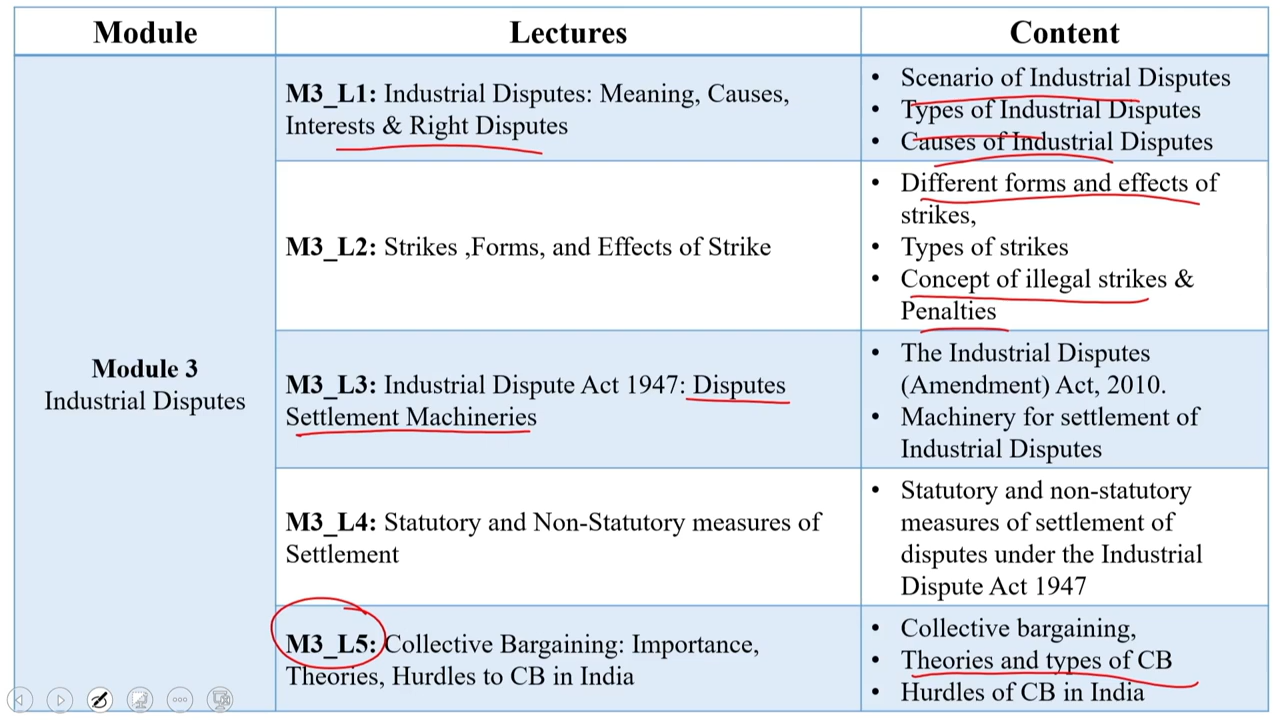 Module
Lectures
Content
Module 3
Industrial Disputes
M3_L1: Industrial Disputes: Meaning, Causes,
Interests & Right Disputes
• Scenario of Industrial Disputes
• Types of Industrial Disputes
• Causes of Industrial Disputes
M3_L2: Strikes ,Forms, and Effects of Strike
• Different forms and effects of
strikes,
• Types of strikes
• Concept of illegal strikes &
Penalties
M3_L3: Industrial Dispute Act 1947: Disputes
Settlement Machineries
• The Industrial Disputes
(Amendment) Act, 2010.
• Machinery for settlement of
Industrial Disputes
M3_L4: Statutory and Non-Statutory measures of
Settlement
• Statutory and non-statutory
measures of settlement of
disputes under the Industrial
Dispute Act 1947
M3_L5: Collective Bargaining: Importance,
Theories, Hurdles to CB in India
• Collective bargaining,
• Theories and types of CB
• Hurdles of CB in India